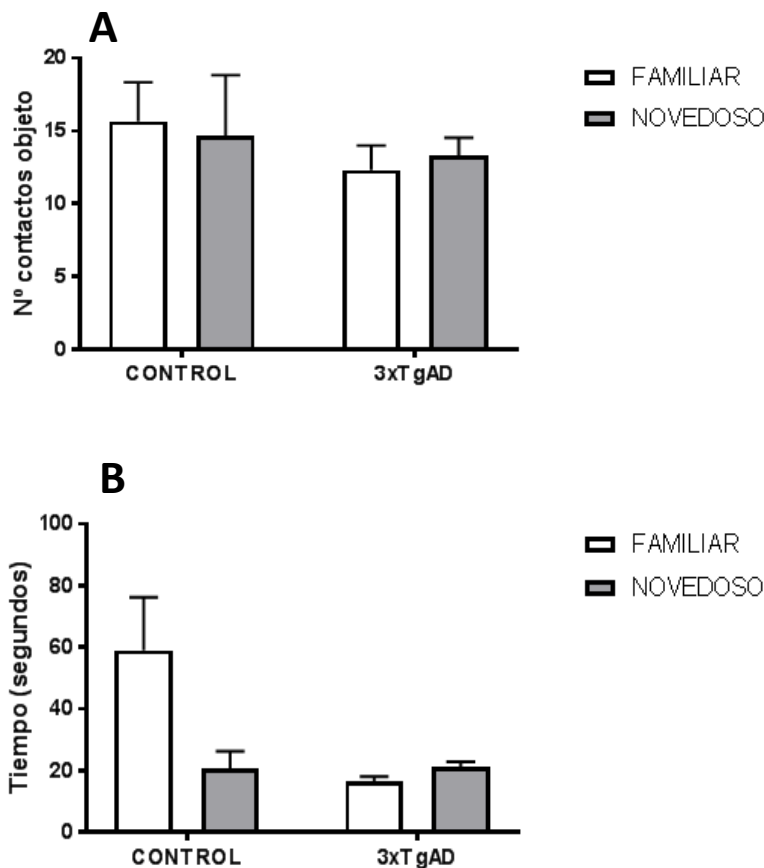 A
20
15
10
5
0
Nº contactos objeto
CONTROL
3xTgAD
FAMILIAR
NOVEDOSO
B
100
80
60
40
20
0
Tiempo (segundos)
CONTROL
3xTgAD
FAMILIAR
NOVEDOSO